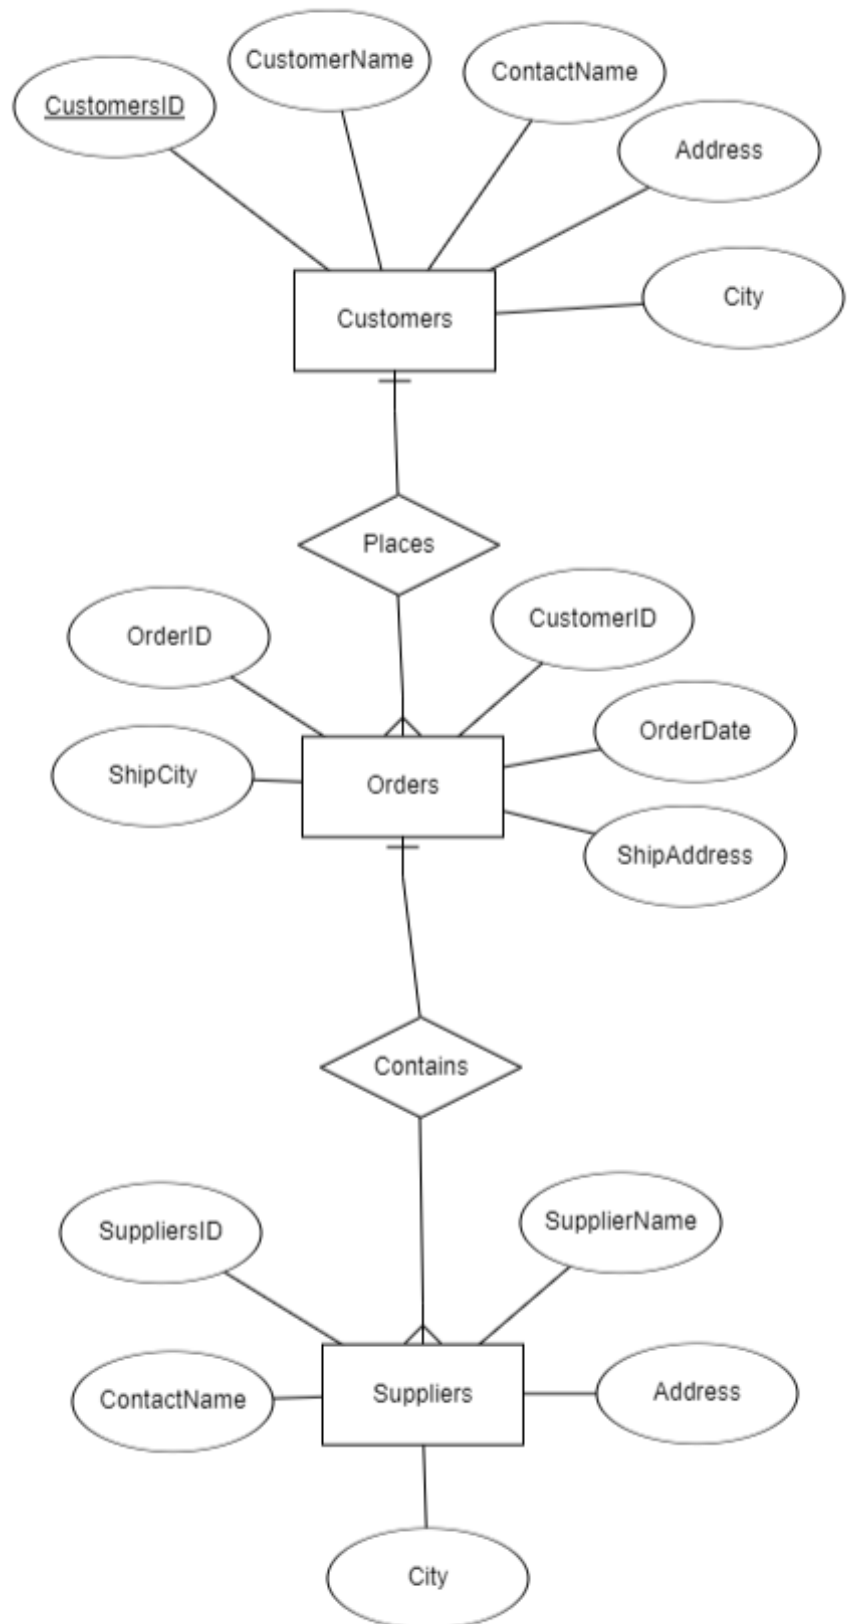 CustomerName
ContactName
CustomersID
Address
City
Customers
Places
CustomerID
OrderID
OrderDate
ShipCity
Orders
ShipAddress
Contains
SupplierName
SuppliersID
Address
Suppliers
ContactName
City